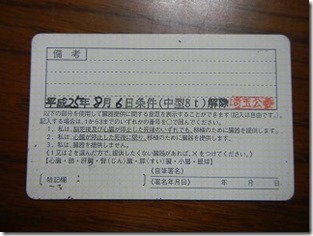 備考
平成26年8月6日条件(中型8t)解除埼玉公委
以下の部分を使用して臓器提供に関する意思を表示することができます(記入は自由です。)。
記入する場合は、1から3までのいずれかの番号を○で囲んでください。
1. 私は、脳死後及び心臓が停止した死後のいずれでも、移植のために臓器を提供します。
2. 私は、心臓が停止した死後に限り、移植のために臓器を提供します。
3. 私は、臓器を提供しません。
《1又は2を選んだ方で、提供したくない臓器があれば、×をつけてください。》
【心臓・肺・肝臓・腎(じん)臓・膵(すい)臓・小腸・眼球】
〔特記欄: 〕
《自筆署名》
《署名年月日》 年 月 日